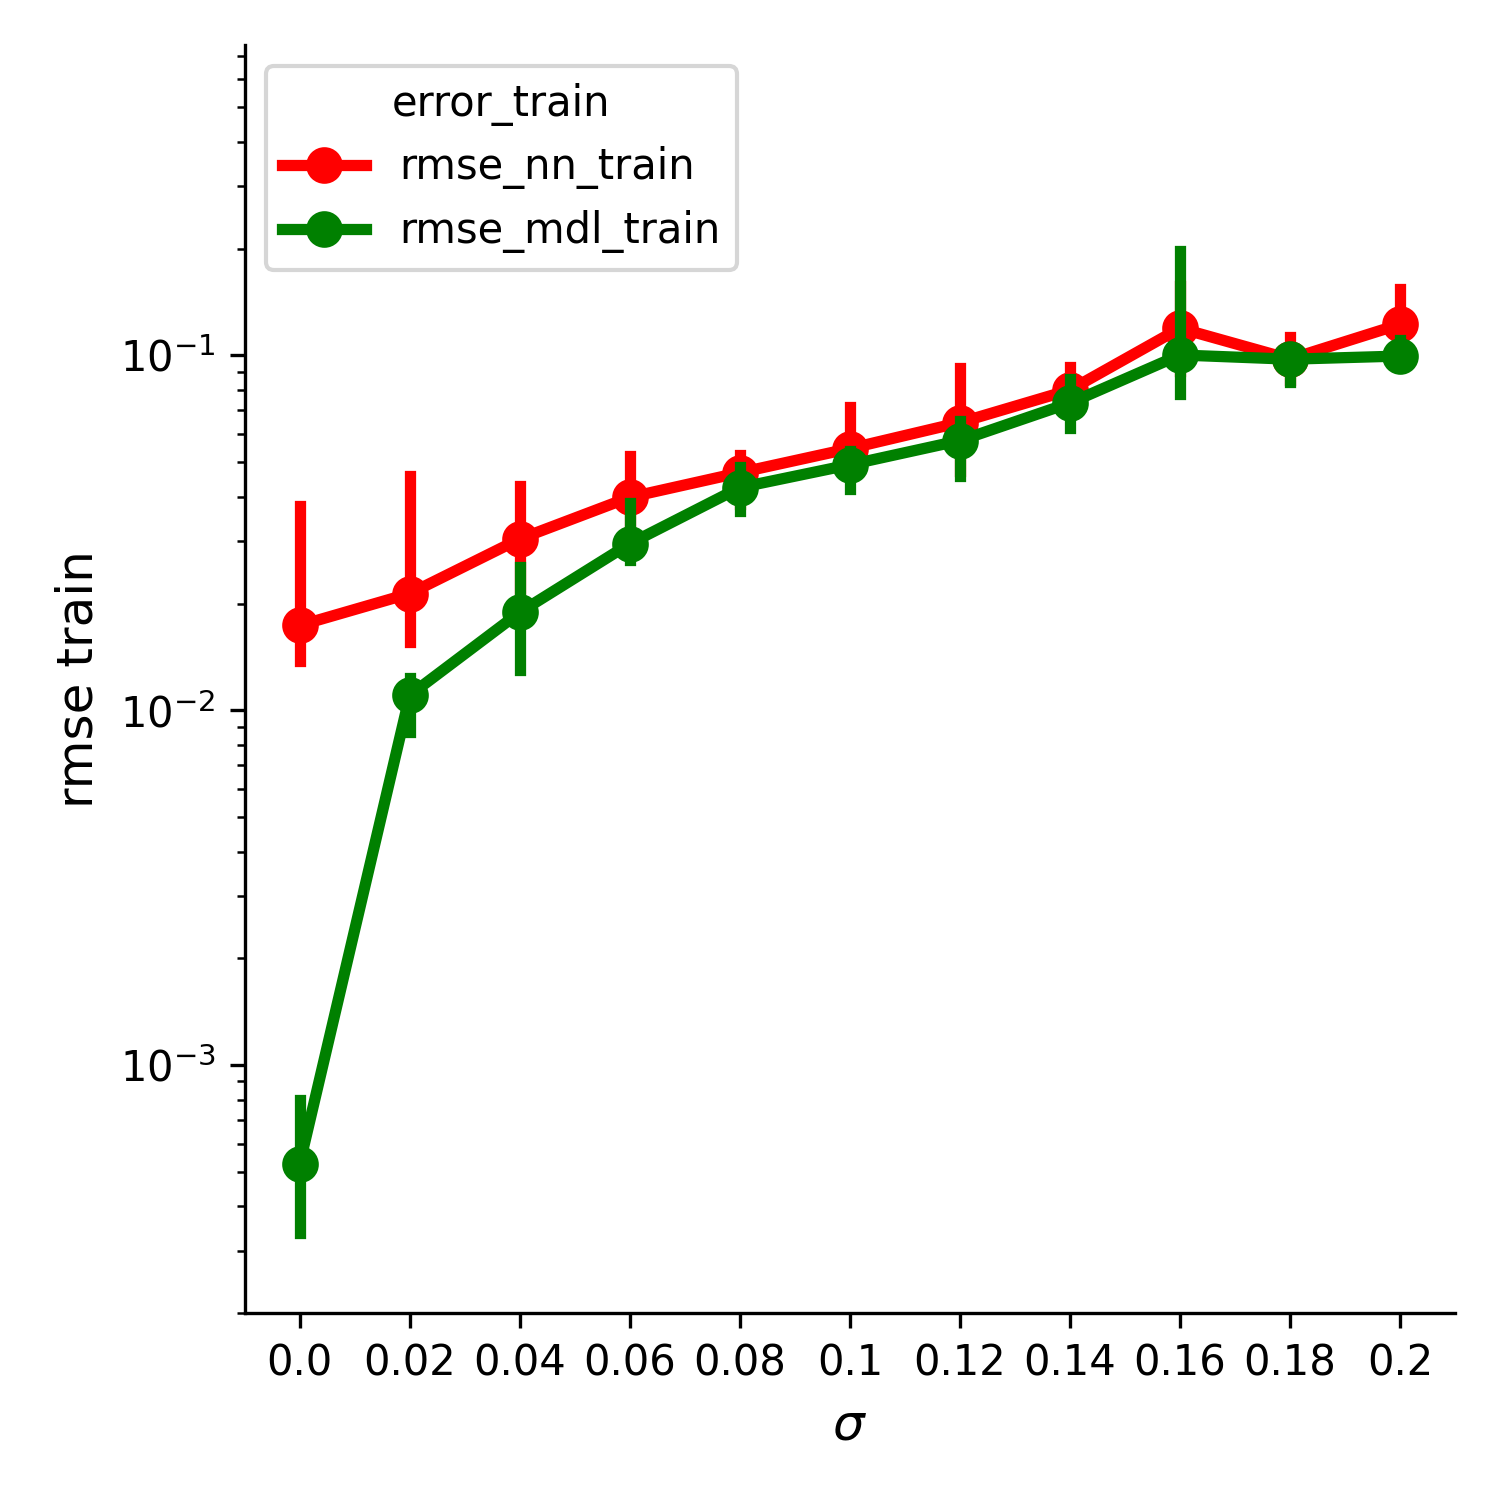 error_train
rmse_nn_train
rmse_mdl_train
10⁻¹
10⁻²
10⁻³
rmse train
0.0 0.02 0.04 0.06 0.08 0.1 0.12 0.14 0.16 0.18 0.2
σ